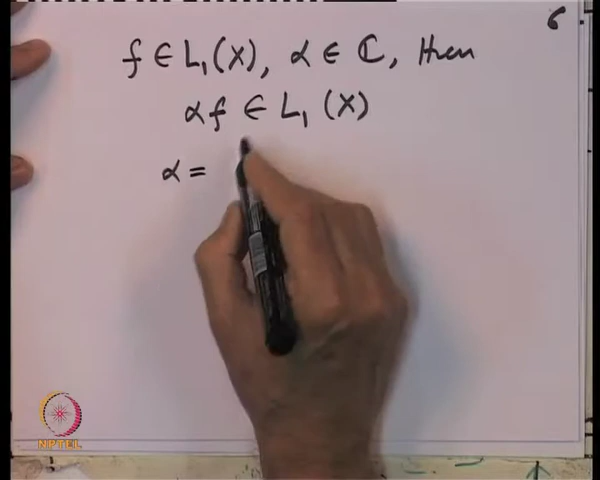 6.
f ∈ L₁(X), α ∈ ℂ, then
αf ∈ L₁(X)
α =
NPTEL